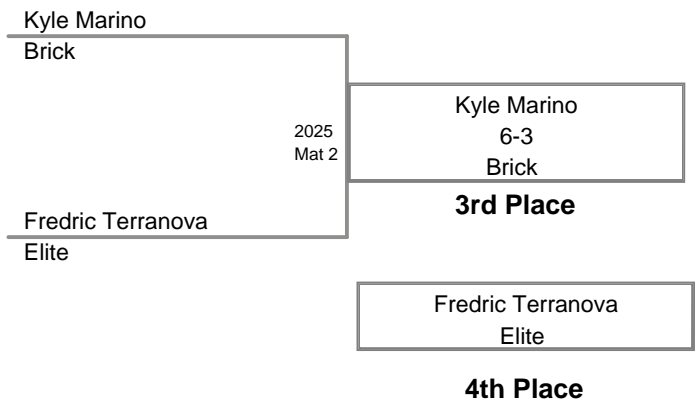 Kyle Marino
Brick
2025
Mat 2
Kyle Marino
6-3
Brick
3rd Place
Fredric Terranova
Elite
Fredric Terranova
Elite
4th Place